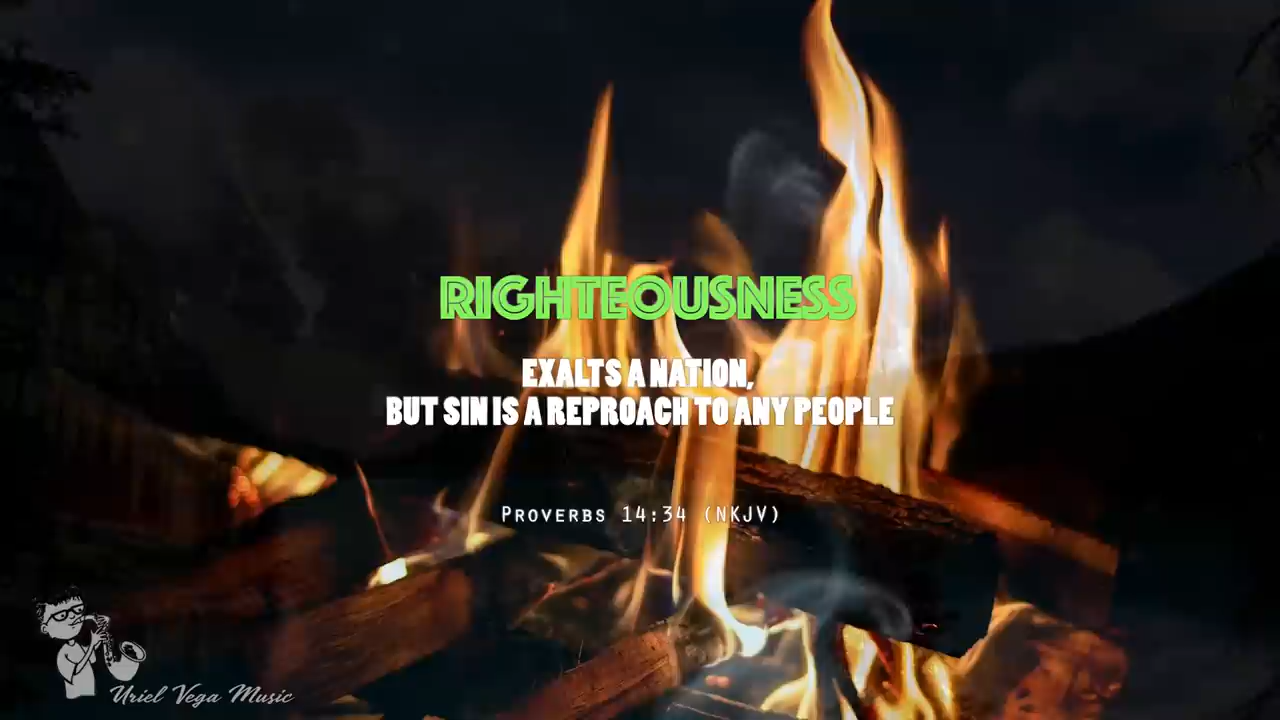 RIGHTEOUSNESS
EXALTS A NATION,
BUT SIN IS A REPROACH TO ANY PEOPLE
Proverbs 14:34 (NKJV)
Uriel Vega Music